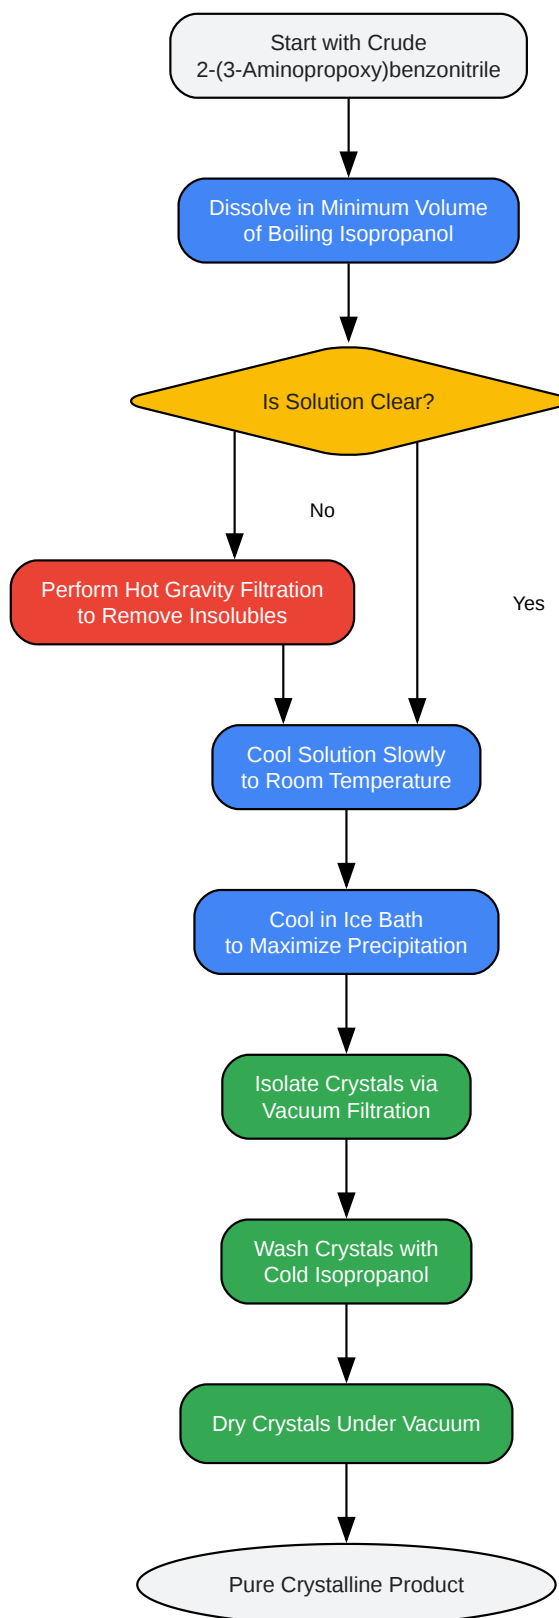 Start with Crude
2-(3-Aminopropoxy)benzonitrile
Dissolve in Minimum Volume
of Boiling Isopropanol
Is Solution Clear?
No
Yes
Perform Hot Gravity Filtration
to Remove Insolubles
Cool Solution Slowly
to Room Temperature
Cool in Ice Bath
to Maximize Precipitation
Isolate Crystals via
Vacuum Filtration
Wash Crystals with
Cold Isopropanol
Dry Crystals Under Vacuum
Pure Crystalline Product